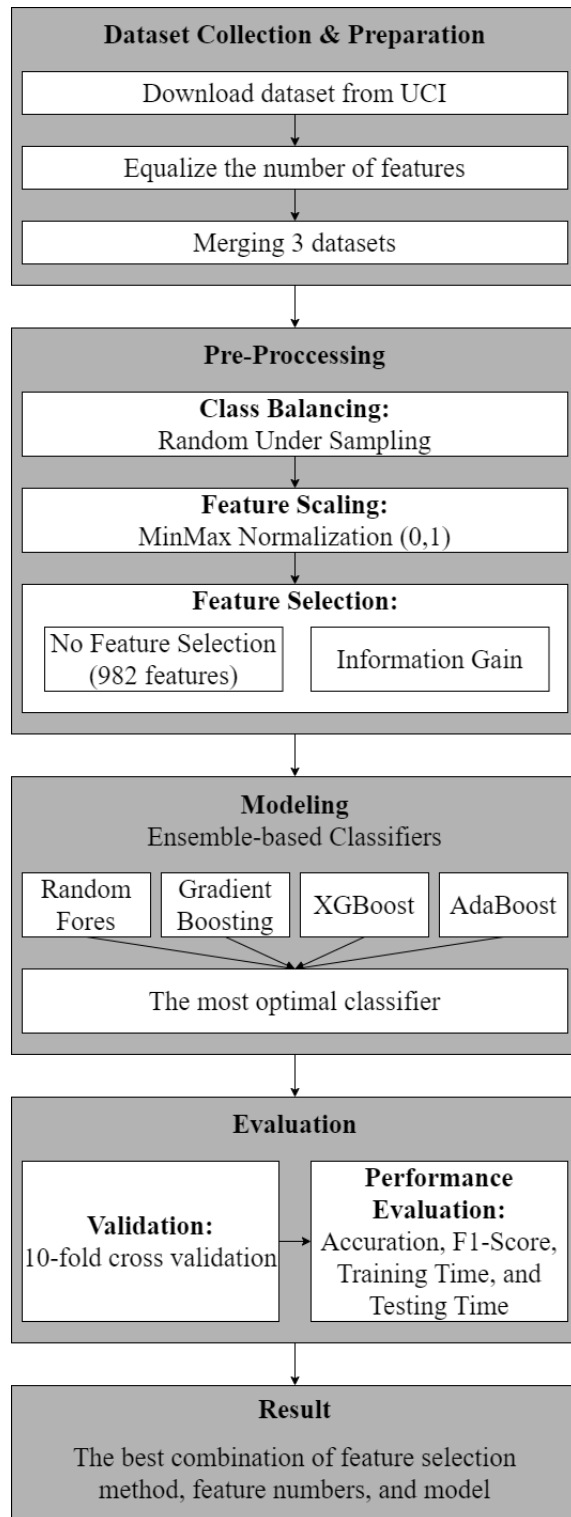 Dataset Collection & Preparation
Download dataset from UCI
Equalize the number of features
Merging 3 datasets
Pre-Proccessing
Class Balancing:
Random Under Sampling
Feature Scaling:
MinMax Normalization (0,1)
Feature Selection:
No Feature Selection
(982 features)
Information Gain
Modeling
Ensemble-based Classifiers
Random
Fores
Gradient
Boosting
XGBoost
AdaBoost
The most optimal classifier
Evaluation
Validation:
10-fold cross validation
Performance
Evaluation:
Accuration, F1-Score,
Training Time, and
Testing Time
Result
The best combination of feature selection
method, feature numbers, and model